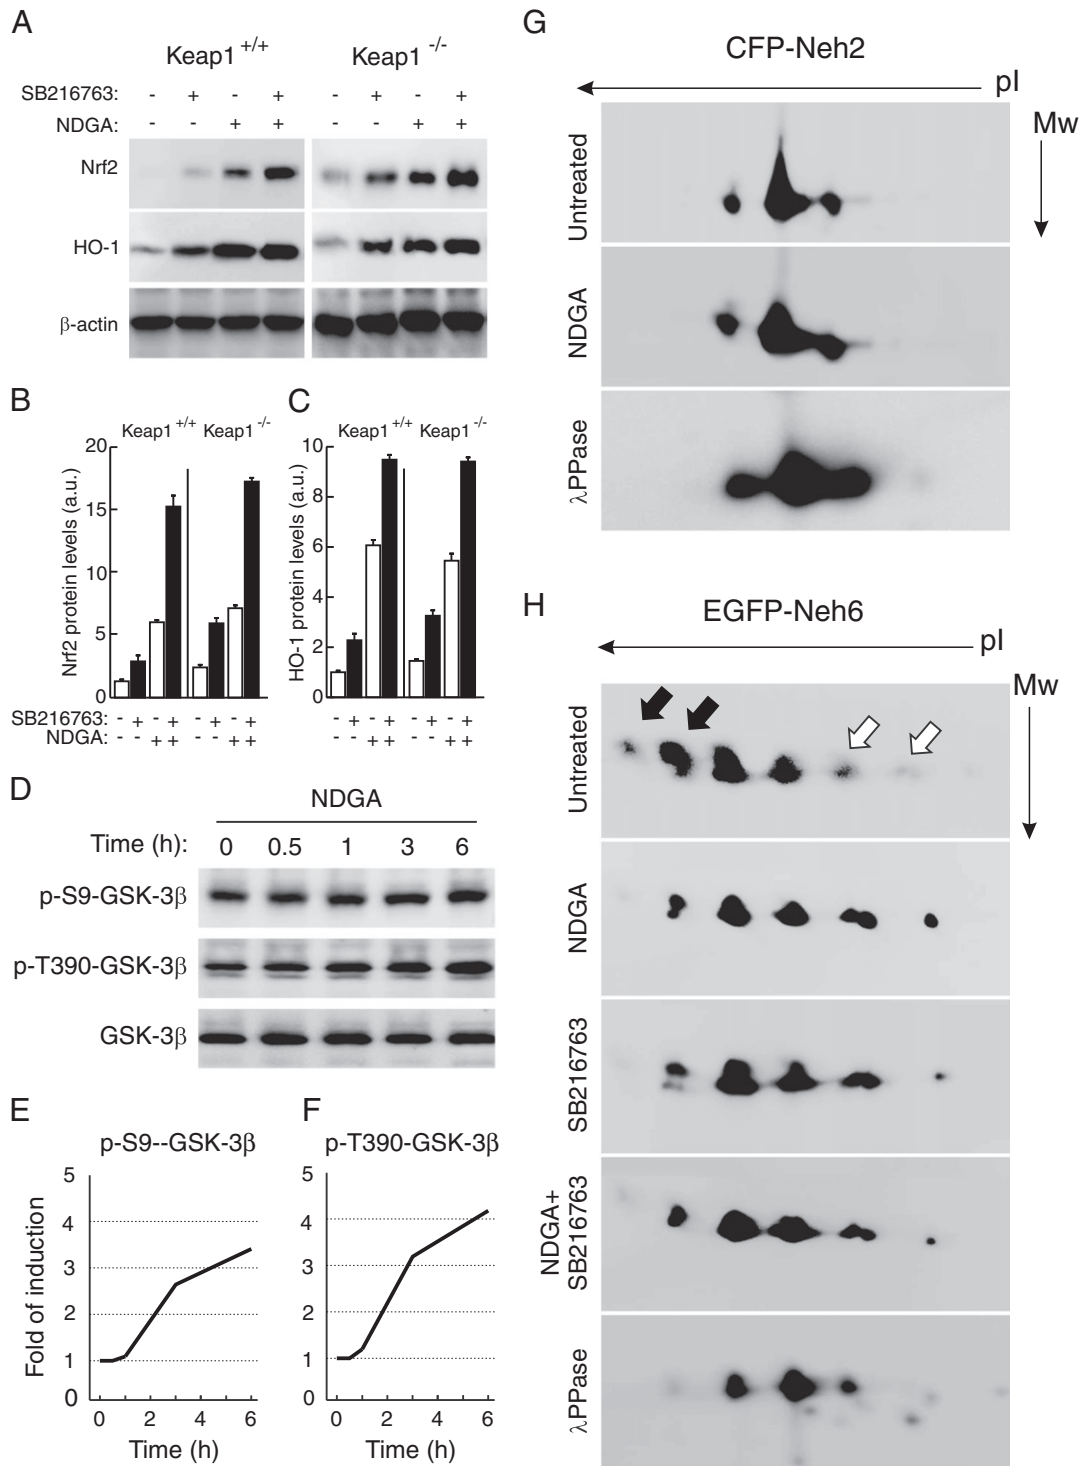 A
Keap1 +/+ Keap1 -/-
SB216763: - + - + - + - +
NDGA: - - + + - - + +
Nrf2
HO-1
β-actin
B
Keap1 +/+ Keap1 -/-
Nrf2 protein levels (a.u.)
20
15
10
5
0
SB216763: - + - + - + - +
NDGA: - - + + - - + +
C
Keap1 +/+ Keap1 -/-
HO-1 protein levels (a.u.)
10
8
6
4
2
0
- + - + - + - +
- - + + - - + +
D
NDGA
Time (h): 0 0.5 1 3 6
p-S9-GSK-3β
p-T390-GSK-3β
GSK-3β
E
p-S9--GSK-3β
Fold of induction
5
4
3
2
1
0
0 2 4 6
Time (h)
F
p-T390-GSK-3β
5
4
3
2
1
0
0 2 4 6
Time (h)
G
CFP-Neh2
pI
Mw
Untreated
NDGA
λPPase
H
EGFP-Neh6
pI
Mw
Untreated
NDGA
SB216763
NDGA+
SB216763
λPPase